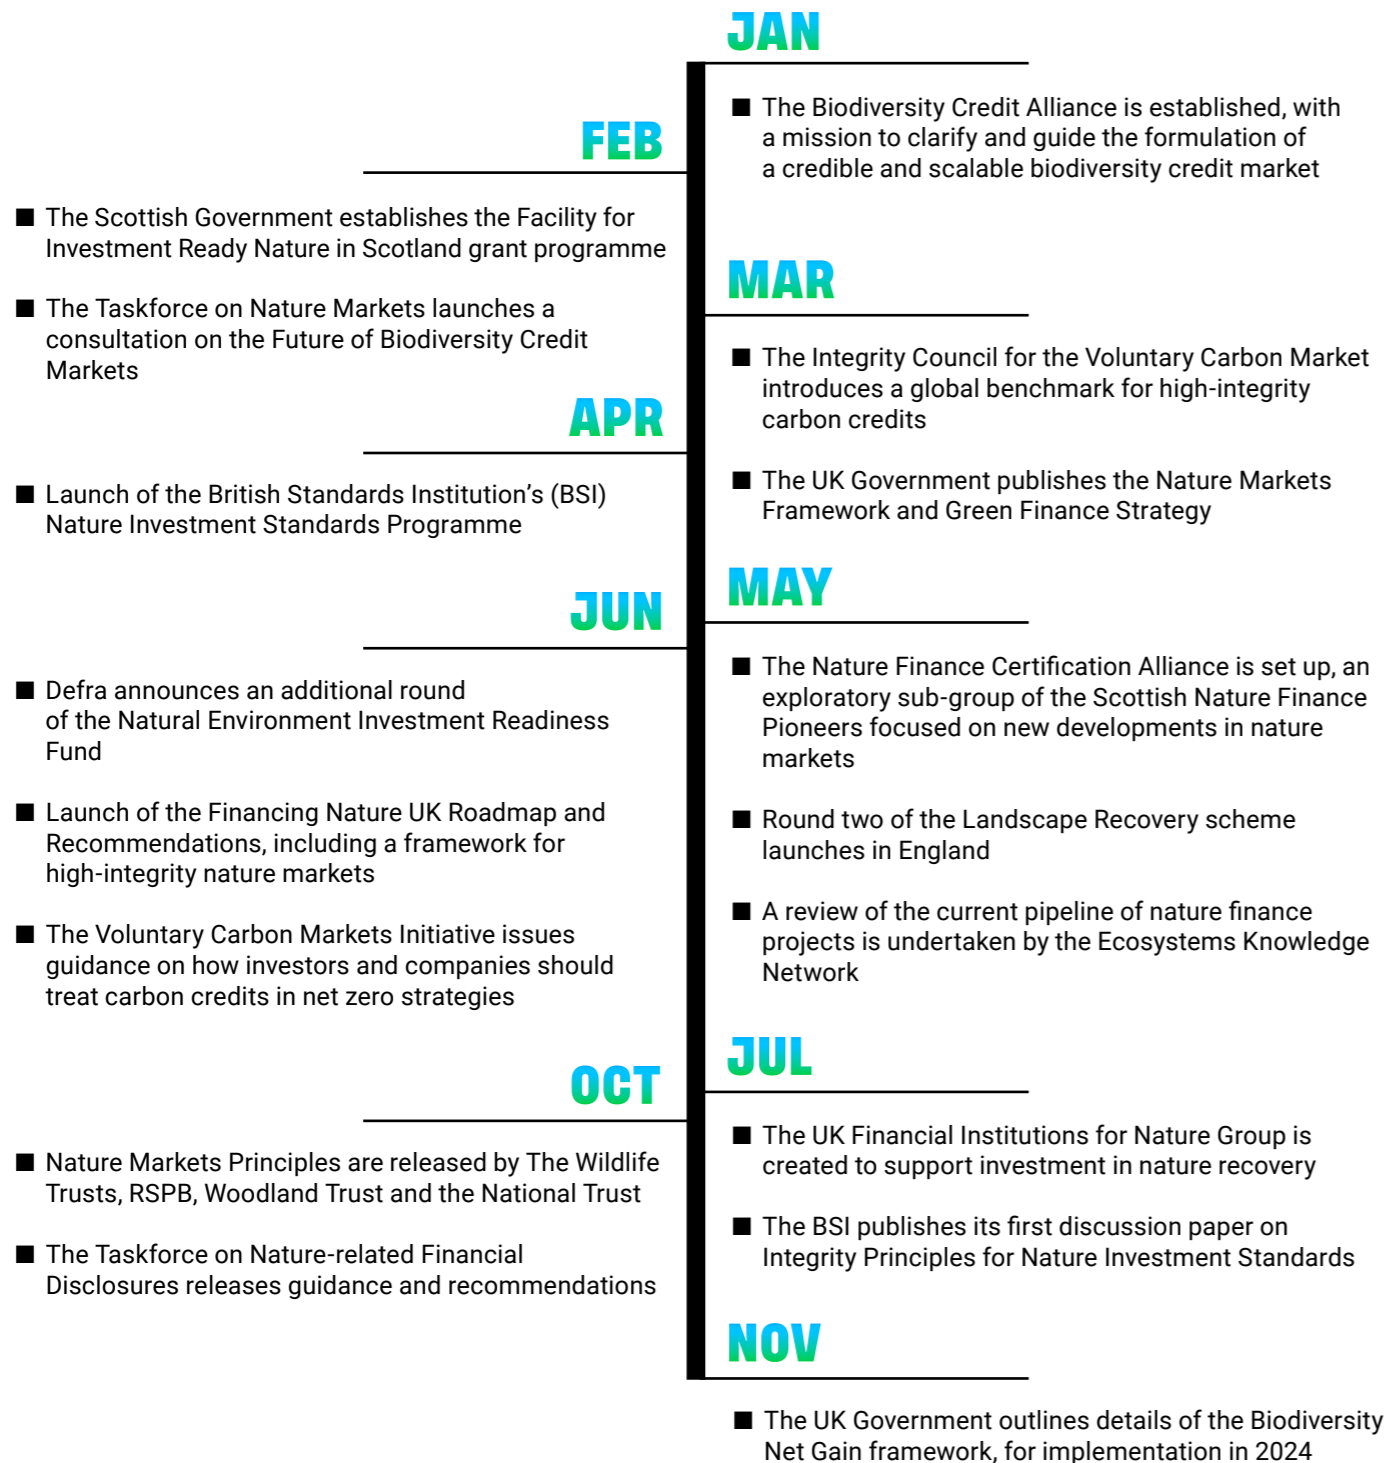 JAN
■ The Biodiversity Credit Alliance is established, with
a mission to clarify and guide the formulation of
a credible and scalable biodiversity credit market
FEB
■ The Scottish Government establishes the Facility for
Investment Ready Nature in Scotland grant programme
■ The Taskforce on Nature Markets launches a
consultation on the Future of Biodiversity Credit
Markets
MAR
■ The Integrity Council for the Voluntary Carbon Market
introduces a global benchmark for high-integrity
carbon credits
■ The UK Government publishes the Nature Markets
Framework and Green Finance Strategy
APR
■ Launch of the British Standards Institution’s (BSI)
Nature Investment Standards Programme
MAY
■ The Nature Finance Certification Alliance is set up, an
exploratory sub-group of the Scottish Nature Finance
Pioneers focused on new developments in nature
markets
■ Round two of the Landscape Recovery scheme
launches in England
■ A review of the current pipeline of nature finance
projects is undertaken by the Ecosystems Knowledge
Network
JUN
■ Defra announces an additional round
of the Natural Environment Investment Readiness
Fund
■ Launch of the Financing Nature UK Roadmap and
Recommendations, including a framework for
high-integrity nature markets
■ The Voluntary Carbon Markets Initiative issues
guidance on how investors and companies should
treat carbon credits in net zero strategies
JUL
■ The UK Financial Institutions for Nature Group is
created to support investment in nature recovery
■ The BSI publishes its first discussion paper on
Integrity Principles for Nature Investment Standards
OCT
■ Nature Markets Principles are released by The Wildlife
Trusts, RSPB, Woodland Trust and the National Trust
■ The Taskforce on Nature-related Financial
Disclosures releases guidance and recommendations
NOV
■ The UK Government outlines details of the Biodiversity
Net Gain framework, for implementation in 2024